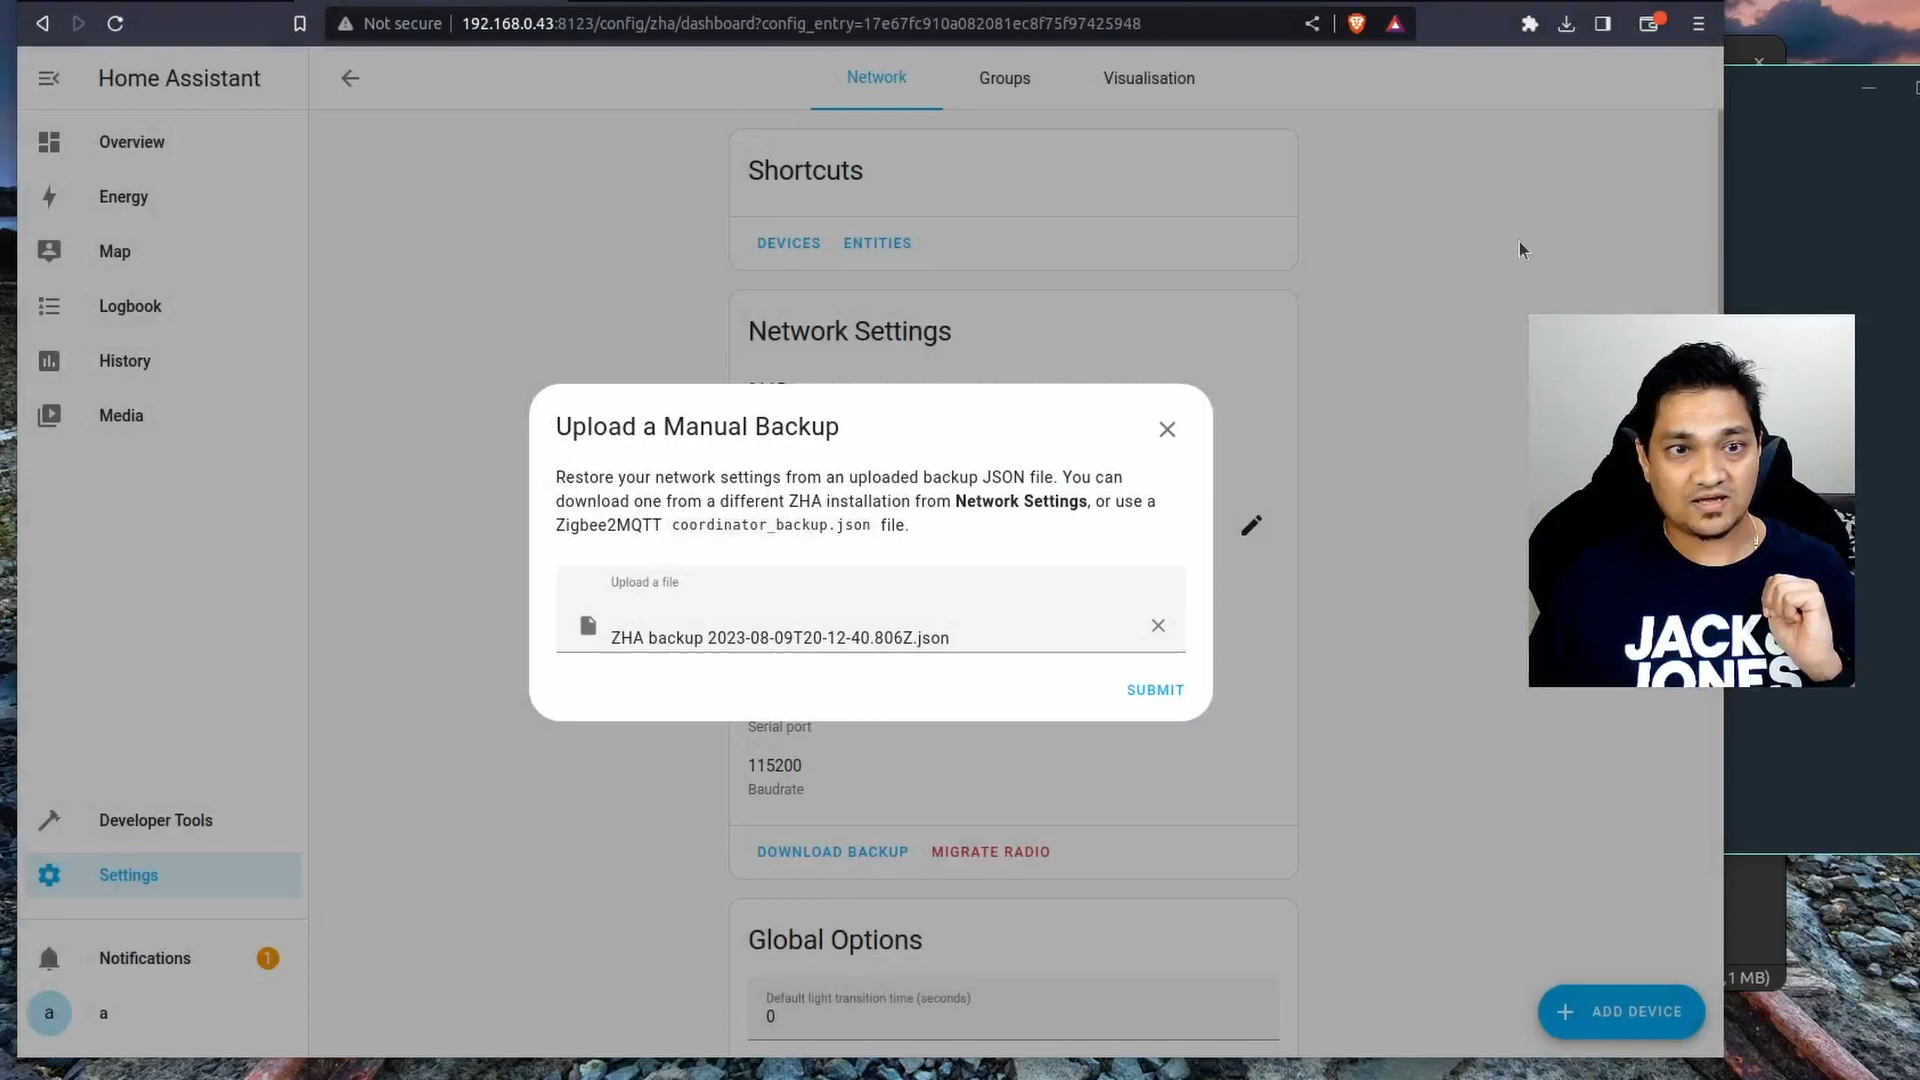 Not secure
192.168.0.43:8123/config/zha/dashboard?config_entry=17e67fc910a082081ec8f75f97425948
Home Assistant
Network
Groups
Visualisation
Overview
Energy
Map
Logbook
History
Media
Developer Tools
Settings
Notifications
1
a
a
Shortcuts
DEVICES
ENTITIES
Network Settings
Upload a Manual Backup
Restore your network settings from an uploaded backup JSON file. You can
download one from a different ZHA installation from Network Settings, or use a
Zigbee2MQTT coordinator_backup.json file.
Upload a file
ZHA backup 2023-08-09T20-12-40.806Z.json
SUBMIT
Serial port
115200
Baudrate
DOWNLOAD BACKUP
MIGRATE RADIO
Global Options
Default light transition time (seconds)
0
ADD DEVICE
JACK&
JONES
,1 MB)